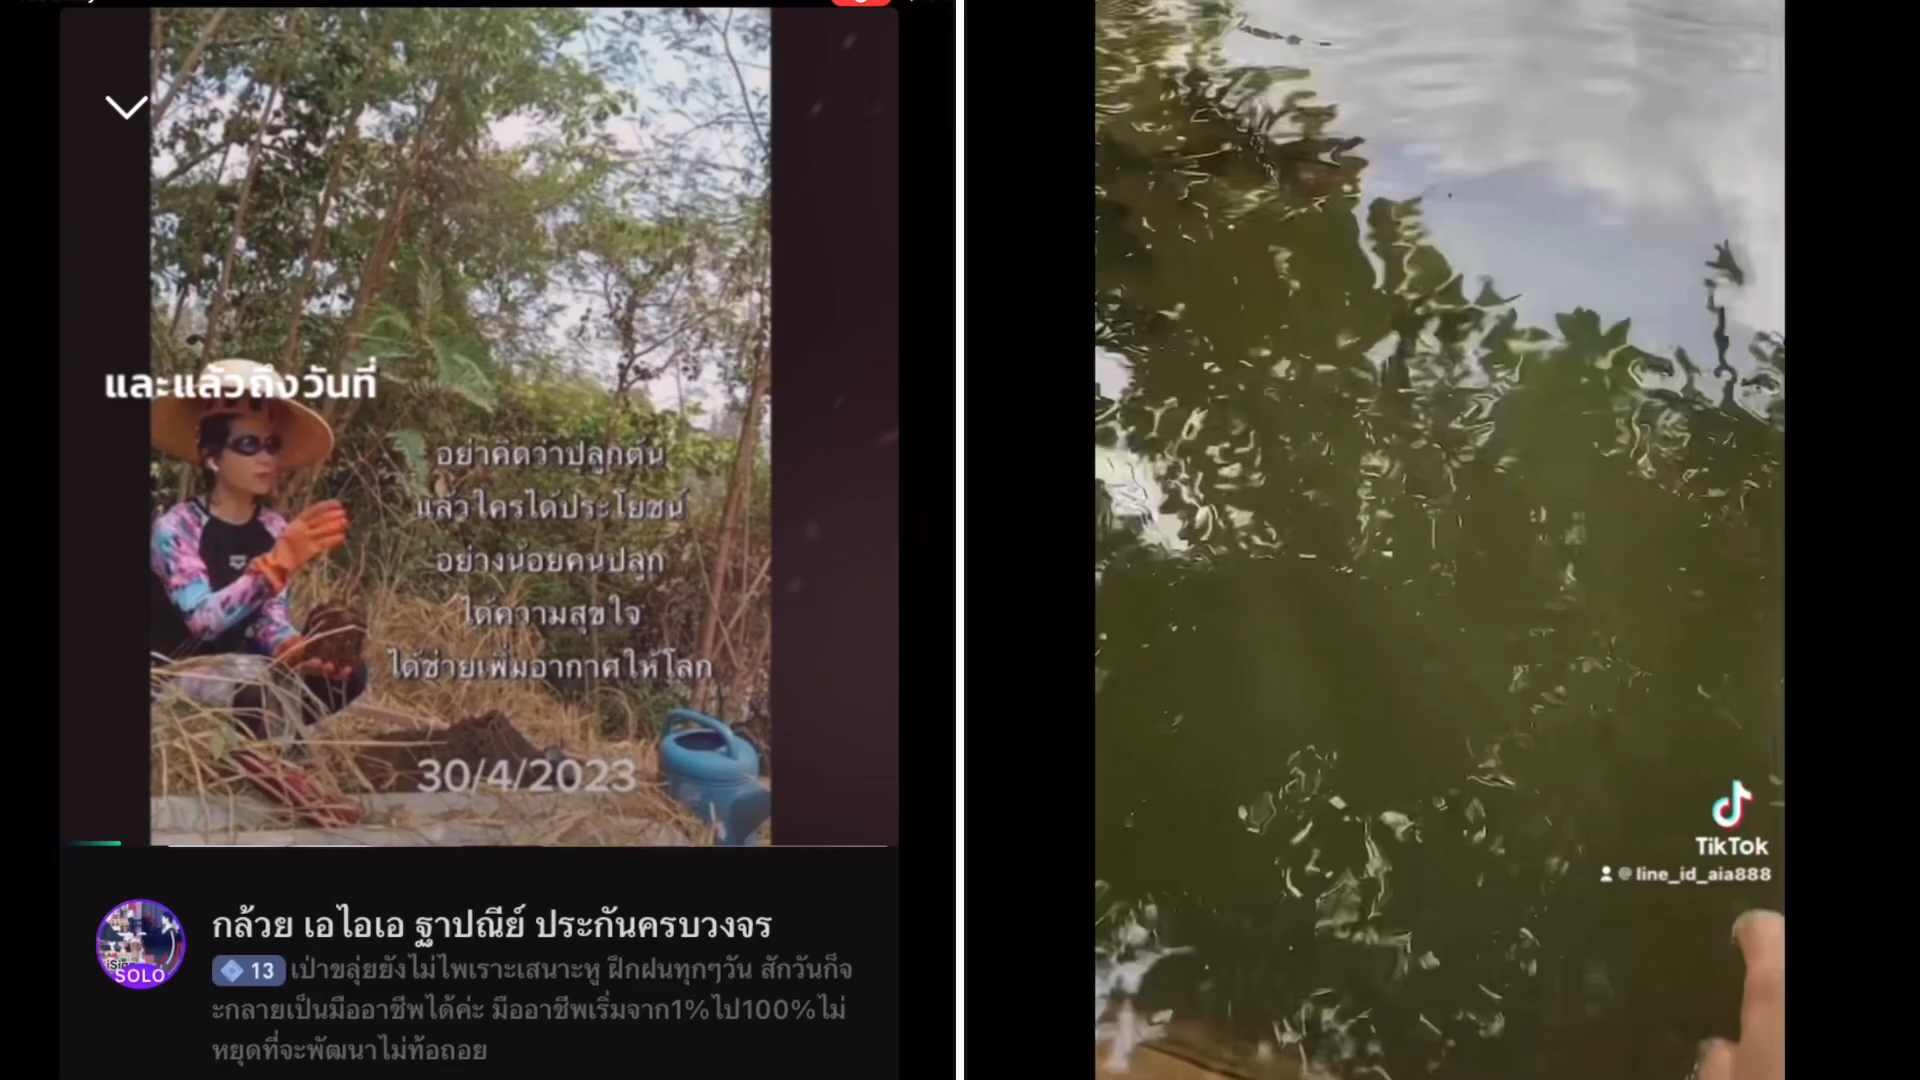 และแล้วถึงวันที่
อย่าคิดว่าปลูกต้น
แล้วใครได้ประโยชน์
อย่างน้อยคนปลูก
ได้ความสุขใจ
ได้ช่วยเพิ่มอากาศให้โลก
30/4/2023
กล้วย เอไอเอ ฐาปณีย์ ประกันครบวงจร
SOLO
13 เป่าขลุ่ยยังไม่ไพเราะเสนาะหู ฝึกฝนทุกๆวัน สักวันก็จ
ะกลายเป็นมืออาชีพได้ค่ะ มืออาชีพเริ่มจาก1%ไป100%ไม่
หยุดที่จะพัฒนาไม่ท้อถอย
TikTok
@line_id_aia888